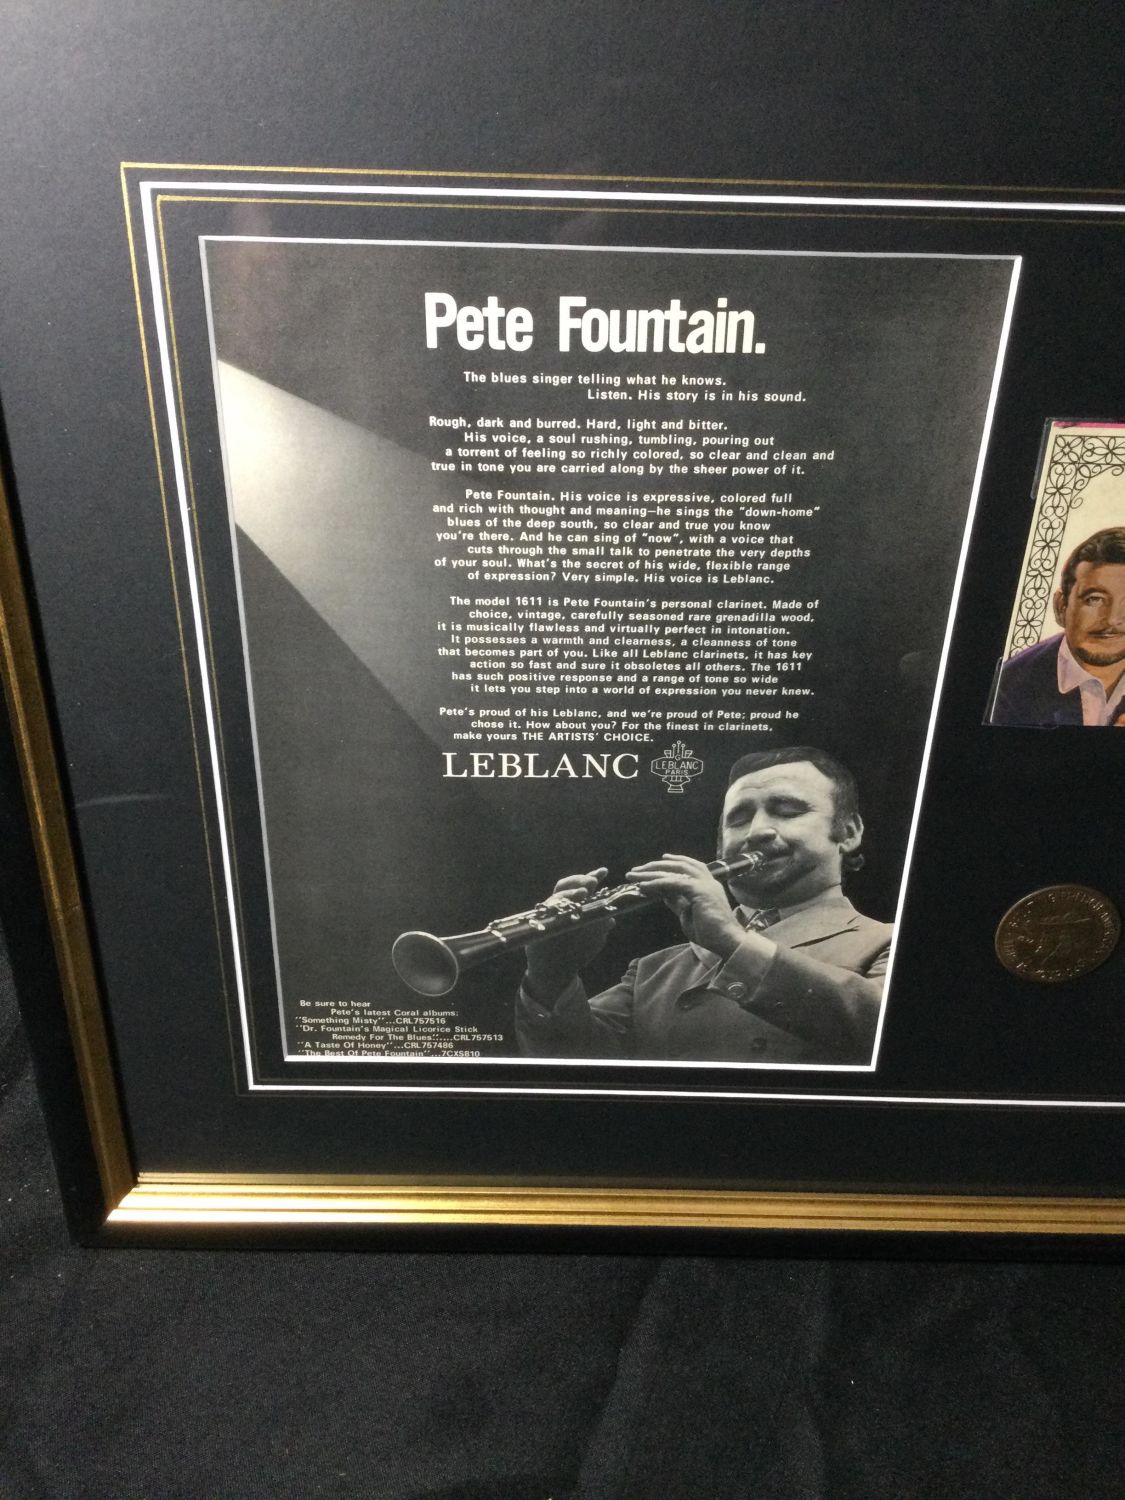 Pete Fountain.
The blues singer telling what he knows.
Listen. His story is in his sound.
Rough, dark and burred. Hard, light and bitter.
His voice, a soul rushing, tumbling, pouring out
a torrent of feeling so richly colored, so clear and clean and
true in tone you are carried along by the sheer power of it.
Pete Fountain. His voice is expressive, colored full
and rich with thought and meaning—he sings the "down-home"
blues of the deep south, so clear and true you know
you're there. And he can sing of "now", with a voice that
cuts through the small talk to penetrate the very depths
of your soul. What's the secret of his wide, flexible range
of expression? Very simple. His voice is Leblanc.
The model 1611 is Pete Fountain's personal clarinet. Made of
choice, vintage, carefully seasoned rare grenadilla wood,
it is musically flawless and virtually perfect in intonation.
It possesses a warmth and clearness, a cleanness of tone
that becomes part of you. Like all Leblanc clarinets, it has key
action so fast and sure it obsoletes all others. The 1611
has such positive response and a range of tone so wide
it lets you step into a world of expression you never knew.
Pete's proud of his Leblanc, and we're proud of Pete; proud he
chose it. How about you? For the finest in clarinets,
make yours THE ARTISTS' CHOICE.
LEBLANC
G
LEBLANC
PARIS
Be sure to hear
Pete's latest Coral albums:
"Something Misty"...CRL757516
"Dr. Fountain's Magical Licorice Stick
Remedy For The Blues"....CRL757513
"A Taste Of Honey"...CRL757486
"The Best Of Pete Fountain"...7CXSB10